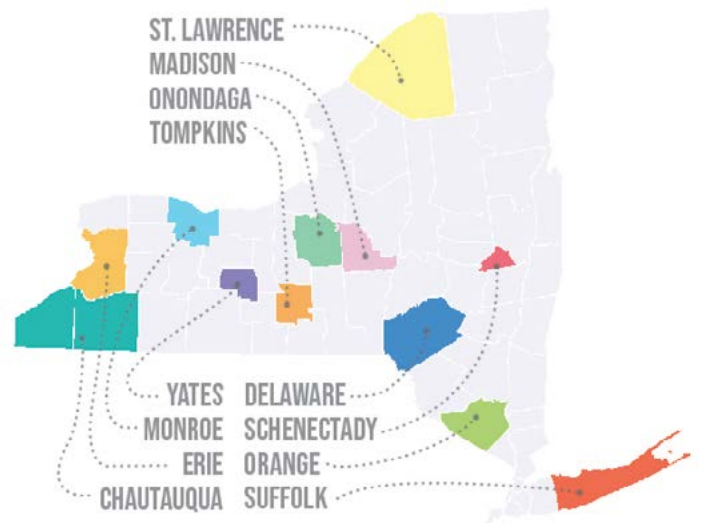 ST. LAWRENCE
MADISON
ONONDAGA
TOMPKINS
YATES DELAWARE
MONROE SCHENECTADY
ERIE ORANGE
CHAUTAUQUA SUFFOLK